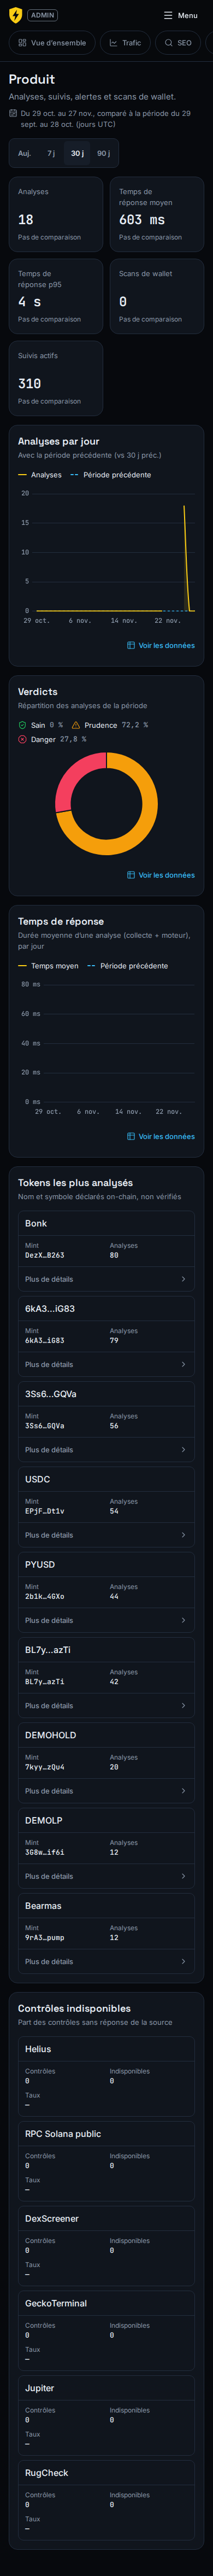 ADMIN
Menu
Vue d'ensemble
Trafic
SEO
Produit
Analyses, suivis, alertes et scans de wallet.
Du 29 oct. au 27 nov., comparé à la période du 29
sept. au 28 oct. (jours UTC)
Auj.
7 j
30 j
90 j
Analyses
18
Pas de comparaison
Temps de
réponse moyen
603 ms
Pas de comparaison
Temps de
réponse p95
4 s
Pas de comparaison
Scans de wallet
0
Pas de comparaison
Suivis actifs
310
Pas de comparaison
Analyses par jour
Avec la période précédente (vs 30 j préc.)
Analyses
Période précédente
20
15
10
5
0
29 oct.
6 nov.
14 nov.
22 nov.
Voir les données
Verdicts
Répartition des analyses de la période
Sain 0 %
Prudence 72,2 %
Danger 27,8 %
Voir les données
Temps de réponse
Durée moyenne d'une analyse (collecte + moteur),
par jour
Temps moyen
Période précédente
80 ms
60 ms
40 ms
20 ms
0 ms
29 oct.
6 nov.
14 nov.
22 nov.
Voir les données
Tokens les plus analysés
Nom et symbole déclarés on-chain, non vérifiés
Bonk
Mint
Analyses
DezX…B263
80
Plus de détails
6kA3…iG83
Mint
Analyses
6kA3…iG83
79
Plus de détails
3Ss6…GQVa
Mint
Analyses
3Ss6…GQVa
56
Plus de détails
USDC
Mint
Analyses
EPjF…Dt1v
54
Plus de détails
PYUSD
Mint
Analyses
2b1k…4GXo
44
Plus de détails
BL7y…azTi
Mint
Analyses
BL7y…azTi
42
Plus de détails
DEMOHOLD
Mint
Analyses
7kyy…zQu4
20
Plus de détails
DEMOLP
Mint
Analyses
3G8w…if6i
12
Plus de détails
Bearmas
Mint
Analyses
9rA3…pump
12
Plus de détails
Contrôles indisponibles
Part des contrôles sans réponse de la source
Helius
Contrôles
Indisponibles
0
0
Taux
—
RPC Solana public
Contrôles
Indisponibles
0
0
Taux
—
DexScreener
Contrôles
Indisponibles
0
0
Taux
—
GeckoTerminal
Contrôles
Indisponibles
0
0
Taux
—
Jupiter
Contrôles
Indisponibles
0
0
Taux
—
RugCheck
Contrôles
Indisponibles
0
0
Taux
—